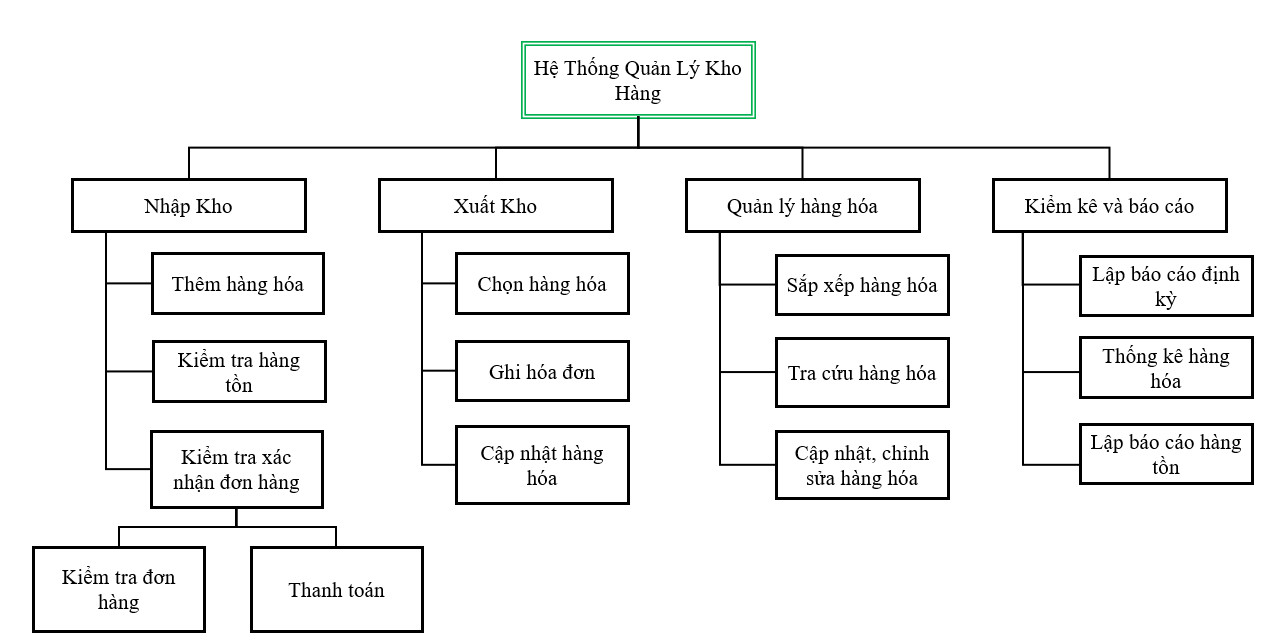 Hệ Thống Quản Lý Kho
Hàng
Nhập Kho
Xuất Kho
Quản lý hàng hóa
Kiểm kê và báo cáo
Thêm hàng hóa
Kiểm tra hàng
tồn
Kiểm tra xác
nhận đơn hàng
Kiểm tra đơn
hàng
Thanh toán
Chọn hàng hóa
Ghi hóa đơn
Cập nhật hàng
hóa
Sắp xếp hàng hóa
Tra cứu hàng hóa
Cập nhật, chỉnh
sửa hàng hóa
Lập báo cáo định
kỳ
Thống kê hàng
hóa
Lập báo cáo hàng
tồn